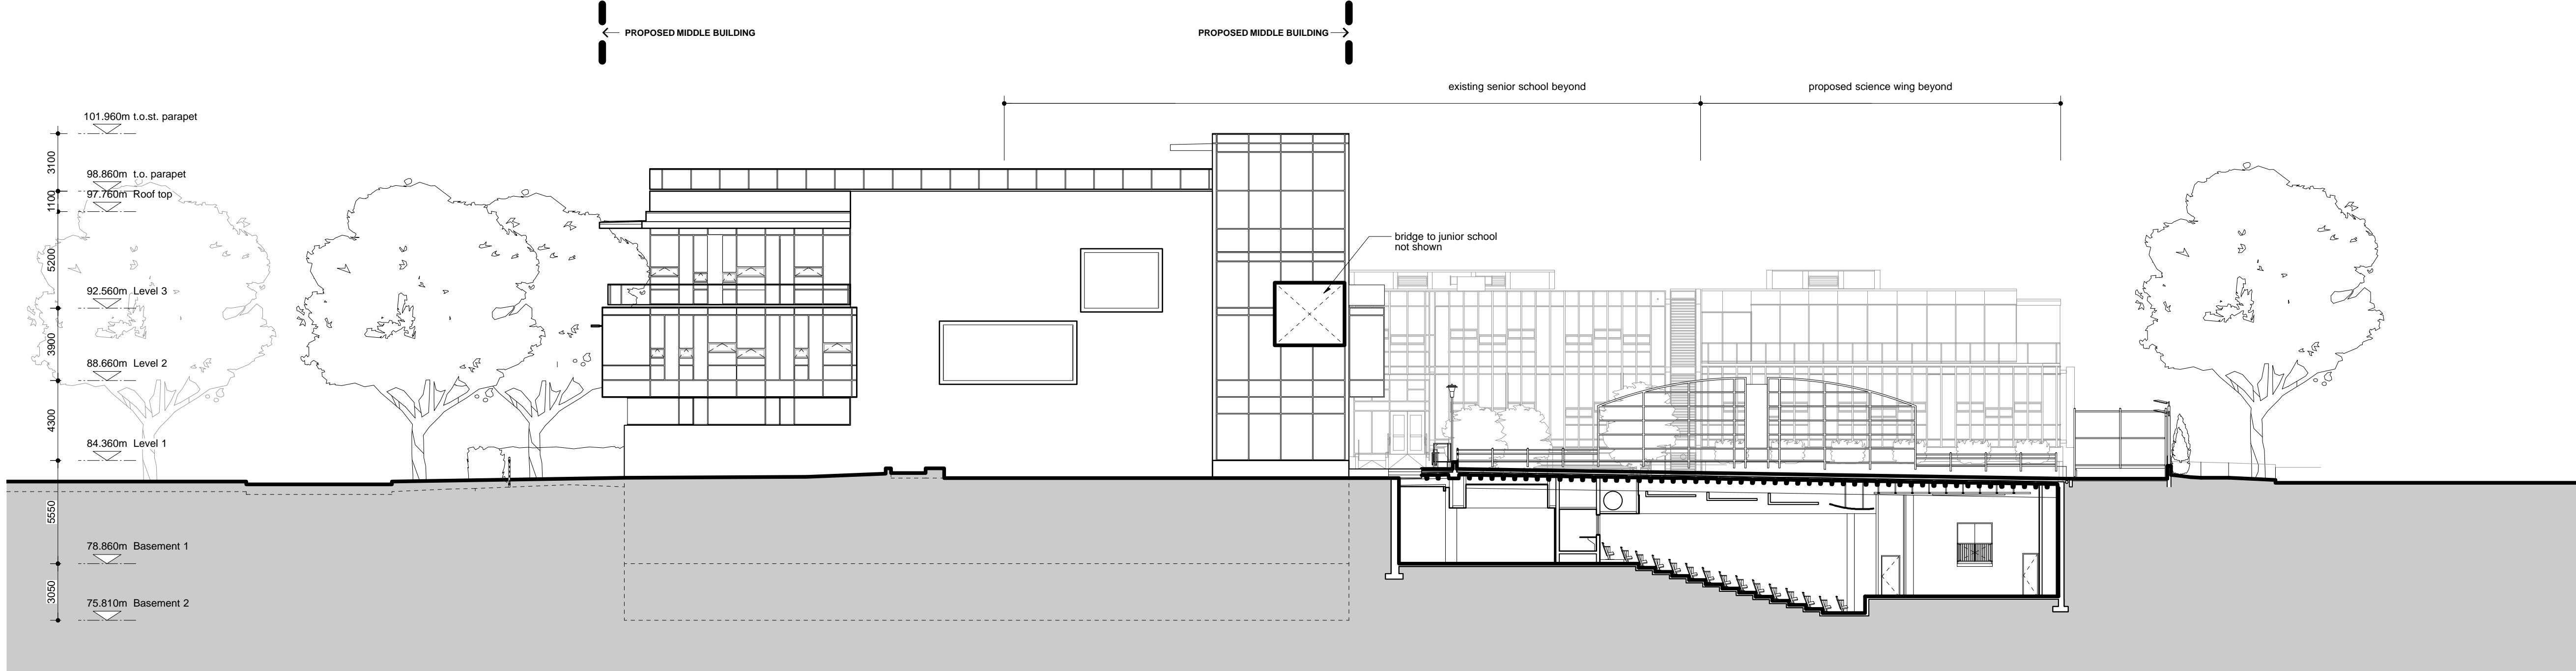 PROPOSED MIDDLE BUILDING
PROPOSED MIDDLE BUILDING
existing senior school beyond
proposed science wing beyond
101.960m t.o.st. parapet
3100
98.860m t.o. parapet
97.760m Roof top
1100
bridge to junior school
not shown
5200
92.560m Level 3
3900
88.660m Level 2
4300
84.360m Level 1
5550
78.860m Basement 1
3050
75.810m Basement 2